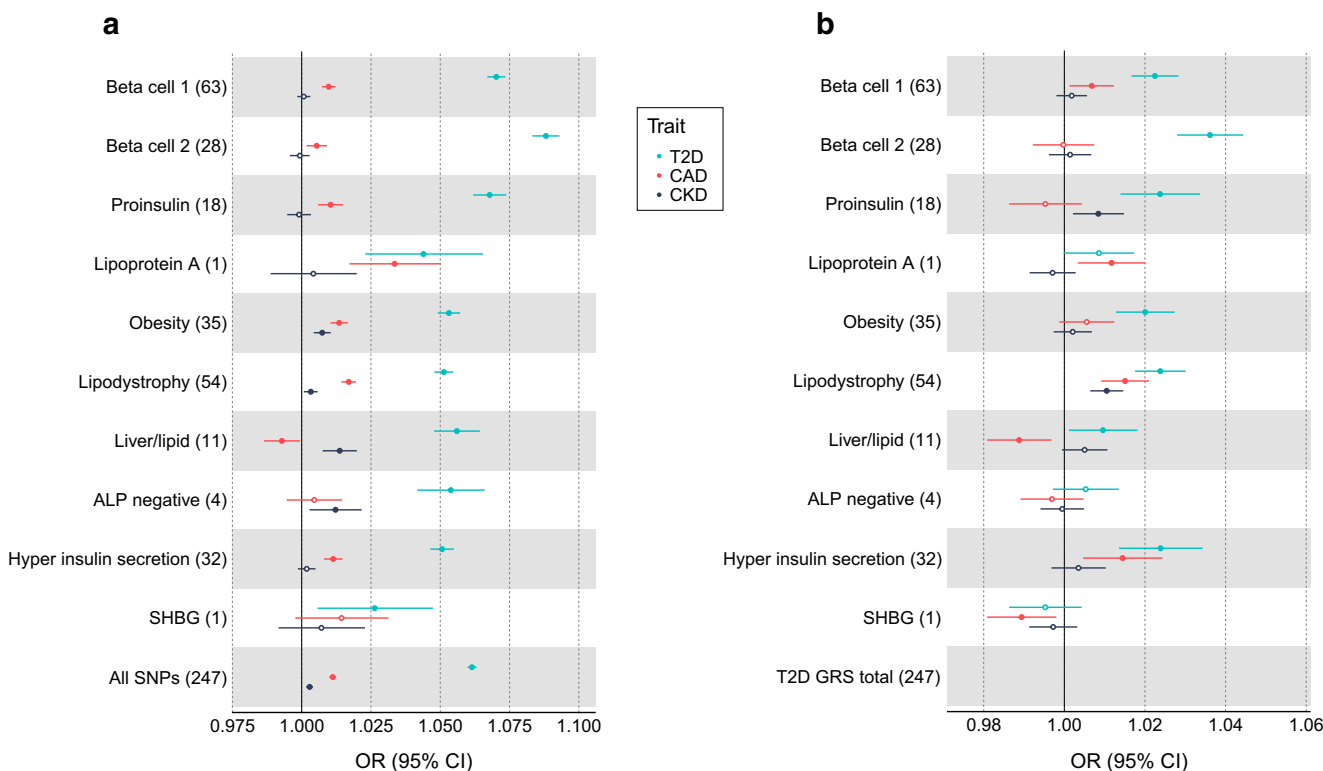 a
Beta cell 1 (63)
Beta cell 2 (28)
Proinsulin (18)
Lipoprotein A (1)
Obesity (35)
Lipodystrophy (54)
Liver/lipid (11)
ALP negative (4)
Hyper insulin secretion (32)
SHBG (1)
All SNPs (247)
0.975 1.000 1.025 1.050 1.075 1.100
OR (95% CI)
Trait
T2D
CAD
CKD
b
Beta cell 1 (63)
Beta cell 2 (28)
Proinsulin (18)
Lipoprotein A (1)
Obesity (35)
Lipodystrophy (54)
Liver/lipid (11)
ALP negative (4)
Hyper insulin secretion (32)
SHBG (1)
T2D GRS total (247)
0.98 1.00 1.02 1.04 1.06
OR (95% CI)